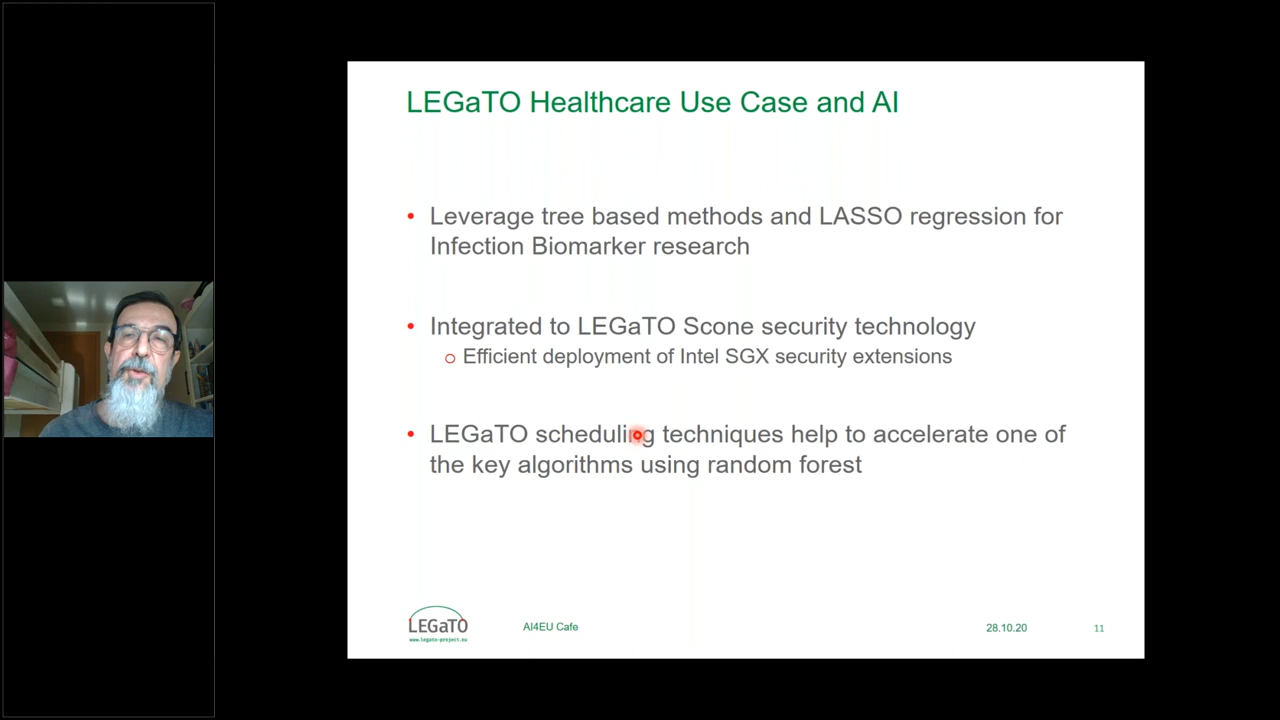 LEGaTO Healthcare Use Case and AI
• Leverage tree based methods and LASSO regression for
Infection Biomarker research
• Integrated to LEGaTO Scone security technology
o Efficient deployment of Intel SGX security extensions
• LEGaTO scheduling techniques help to accelerate one of
the key algorithms using random forest
LEGaTO
www.legato-project.eu
AI4EU Cafe
28.10.20
11